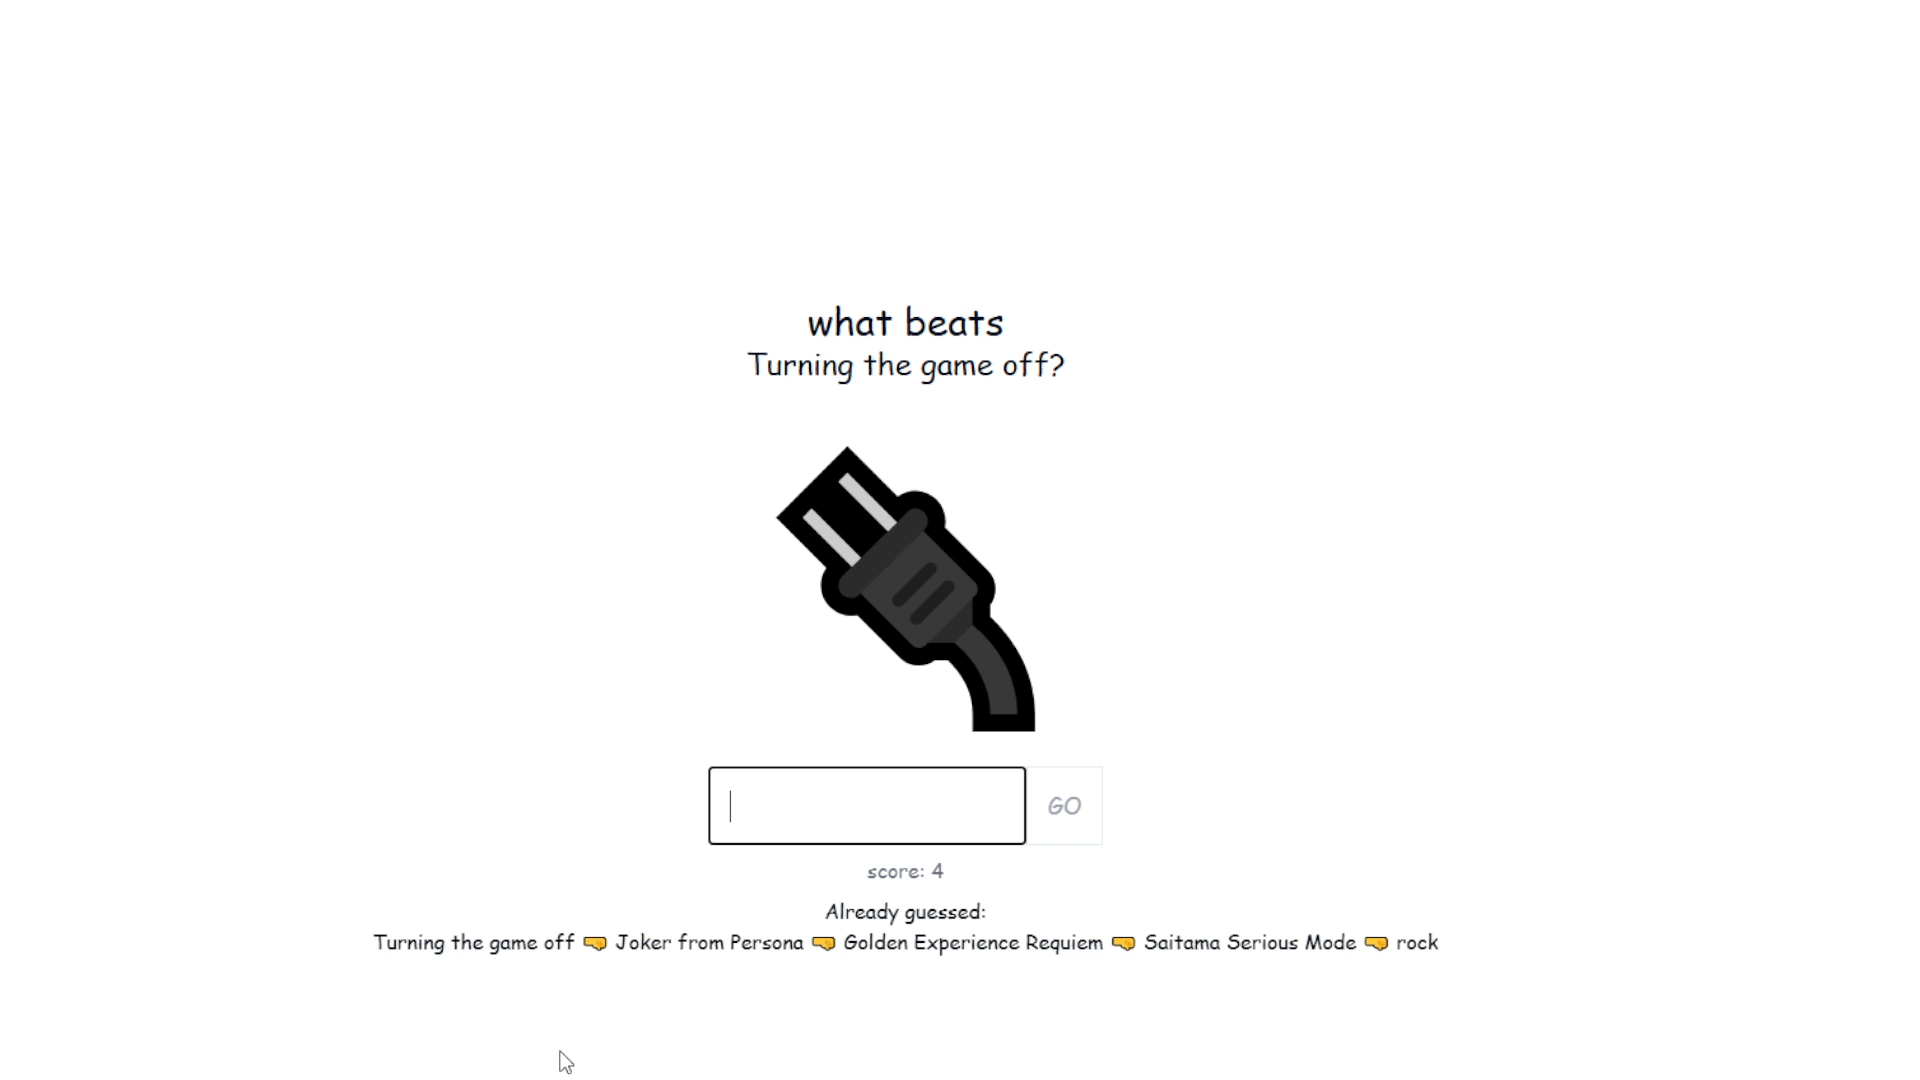 what beats
Turning the game off?
GO
score: 4
Already guessed:
Turning the game off 🤜 Joker from Persona 🤜 Golden Experience Requiem 🤜 Saitama Serious Mode 🤜 rock